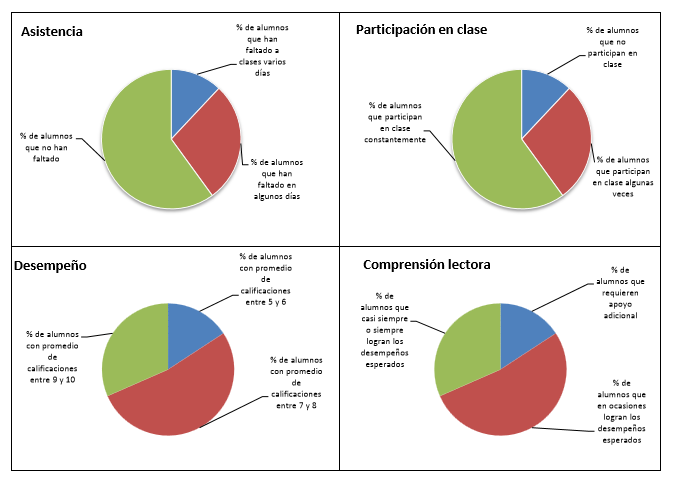 Asistencia
% de alumnos
que han
faltado a
clases varios
días
% de alumnos
que no han
faltado
% de alumnos
que han
faltado en
algunos días
Participación en clase
% de alumnos
que no
participan en
clase
% de alumnos
que participan
en clase
constantemente
% de alumnos
que participan
en clase algunas
veces
Desempeño
% de alumnos
con promedio
de
calificaciones
entre 5 y 6
% de alumnos
con promedio
de
calificaciones
entre 9 y 10
% de alumnos
con promedio
de
calificaciones
entre 7 y 8
Comprensión lectora
% de
alumnos que
requieren
apoyo
adicional
% de
alumnos que
casi siempre
o siempre
logran los
desempeños
esperados
% de
alumnos que
en ocasiones
logran los
desempeños
esperados